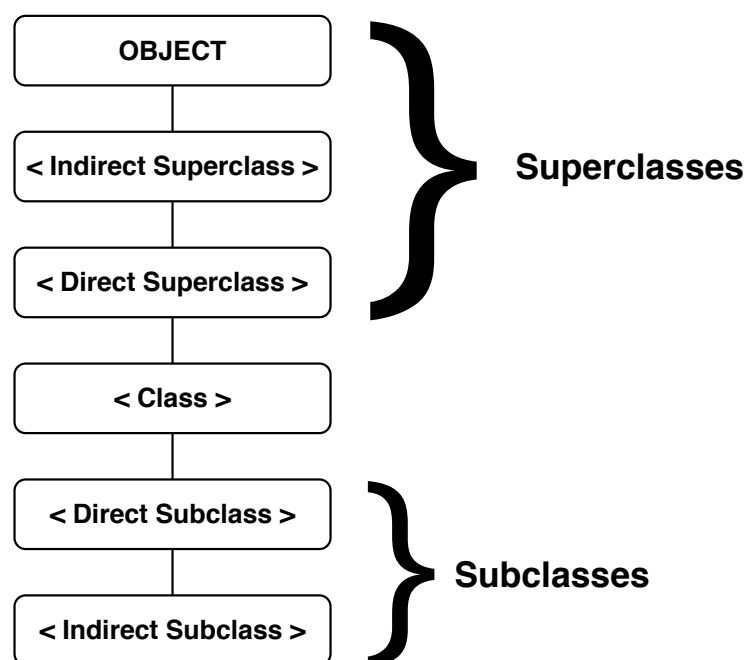 OBJECT
< Indirect Superclass >
Superclasses
< Direct Superclass >
< Class >
< Direct Subclass >
Subclasses
< Indirect Subclass >